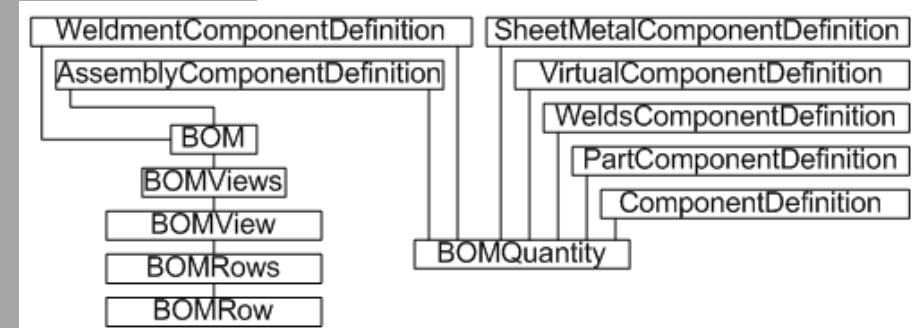 WeldmentComponentDefinition
SheetMetalComponentDefinition
AssemblyComponentDefinition
VirtualComponentDefinition
WeldsComponentDefinition
BOM
PartComponentDefinition
BOMViews
ComponentDefinition
BOMView
BOMQuantity
BOMRows
BOMRow